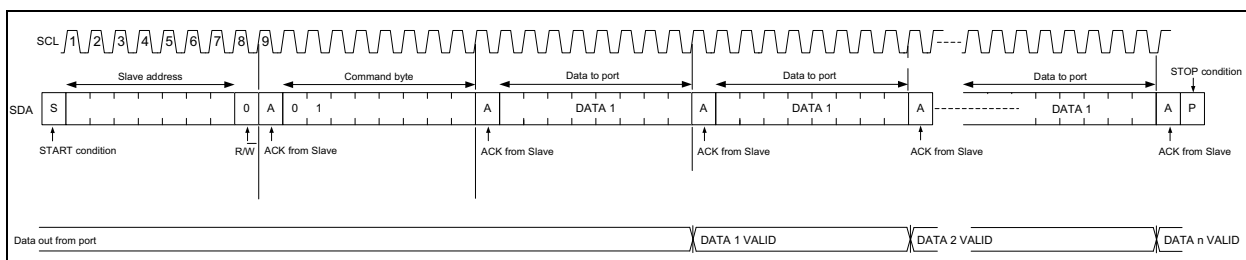 SCL 1 2 3 4 5 6 7 8 9
Slave address Command byte Data to port Data to port Data to port STOP condition
SDA S 0 A 0 1 A DATA 1 A DATA 1 A DATA 1 A P
START condition R/W ACK from Slave ACK from Slave ACK from Slave ACK from Slave ACK from Slave
Data out from port DATA 1 VALID DATA 2 VALID DATA n VALID